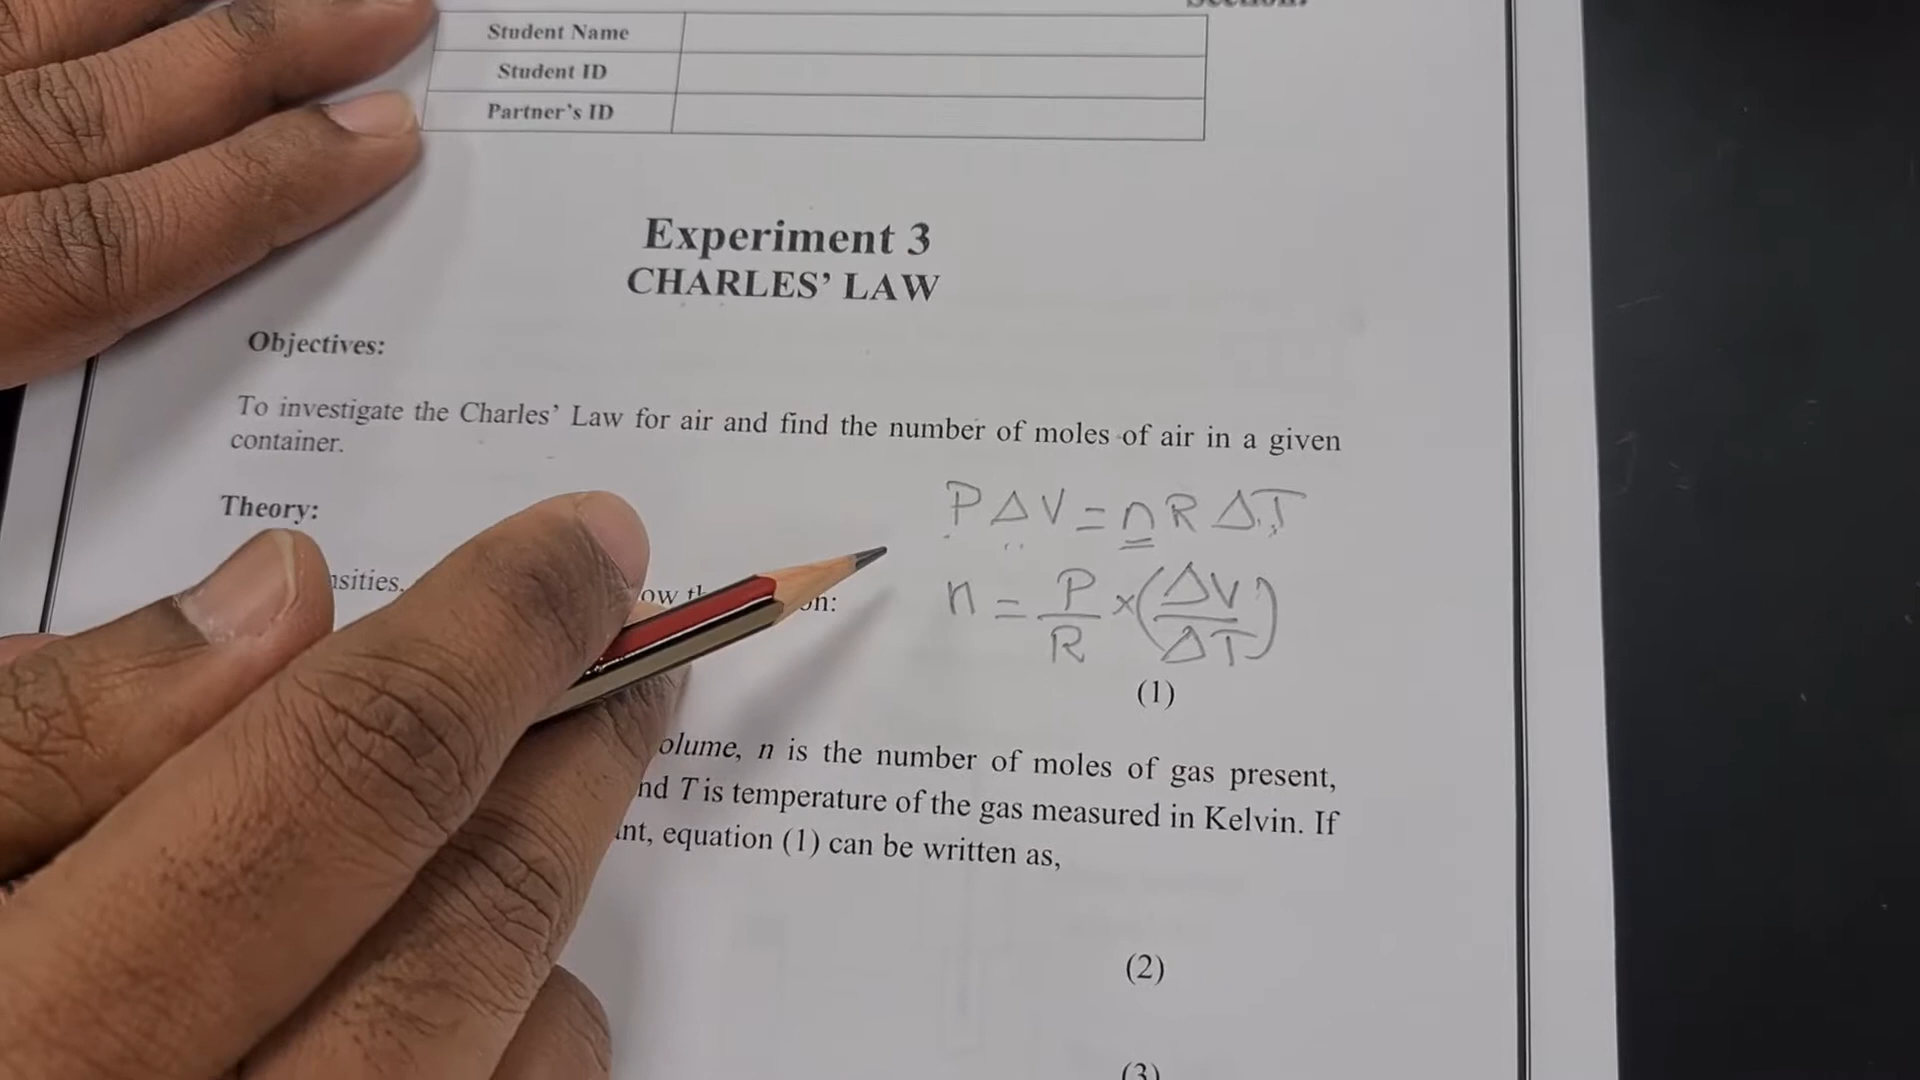 Student Name
Student ID
Partner's ID
Experiment 3
CHARLES' LAW
Objectives:
To investigate the Charles' Law for air and find the number of moles of air in a given
container.
PΔV = nRΔT
Theory:
n = P/R × (ΔV/ΔT)
(1)
n is the number of moles of gas present,
T is temperature of the gas measured in Kelvin. If
equation (1) can be written as,
(2)
(3)